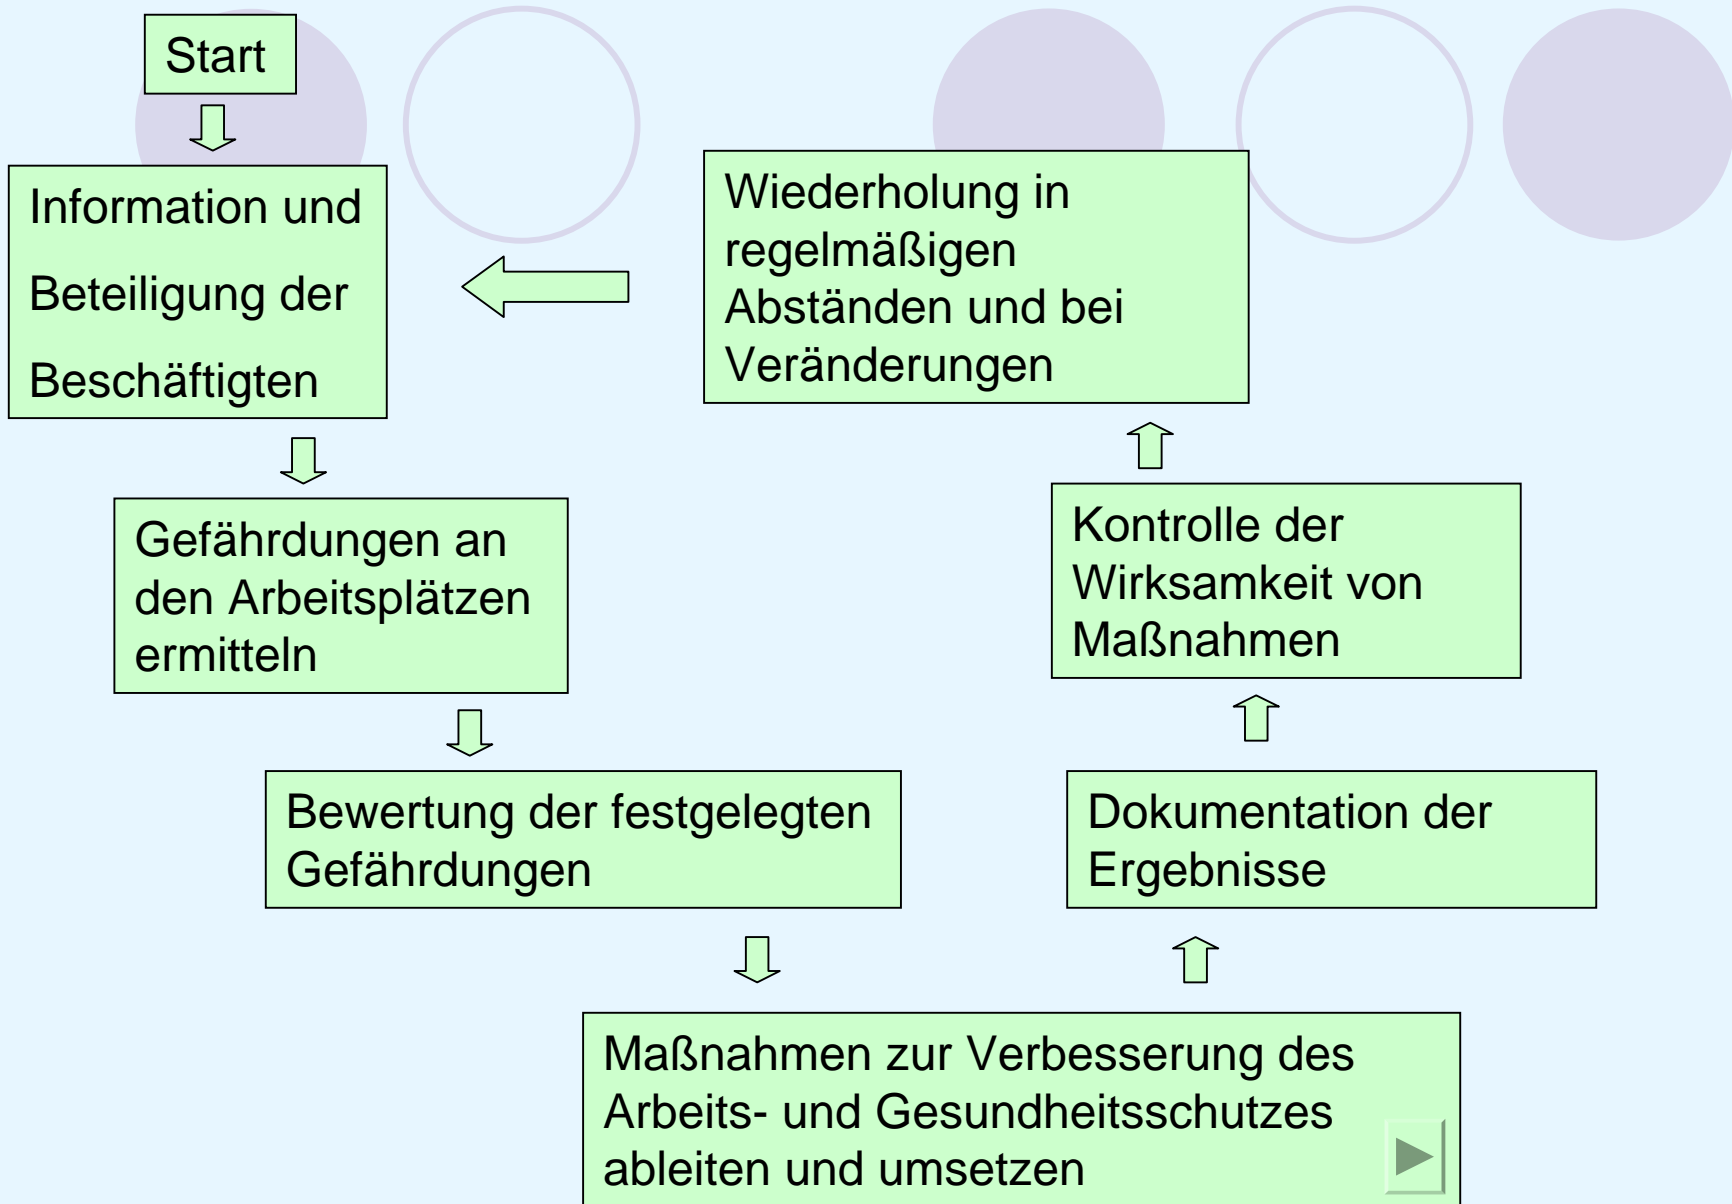 Start
Information und
Beteiligung der
Beschäftigten
Gefährdungen an
den Arbeitsplätzen
ermitteln
Bewertung der festgelegten
Gefährdungen
Maßnahmen zur Verbesserung des
Arbeits- und Gesundheitsschutzes
ableiten und umsetzen
Dokumentation der
Ergebnisse
Kontrolle der
Wirksamkeit von
Maßnahmen
Wiederholung in
regelmäßigen
Abständen und bei
Veränderungen